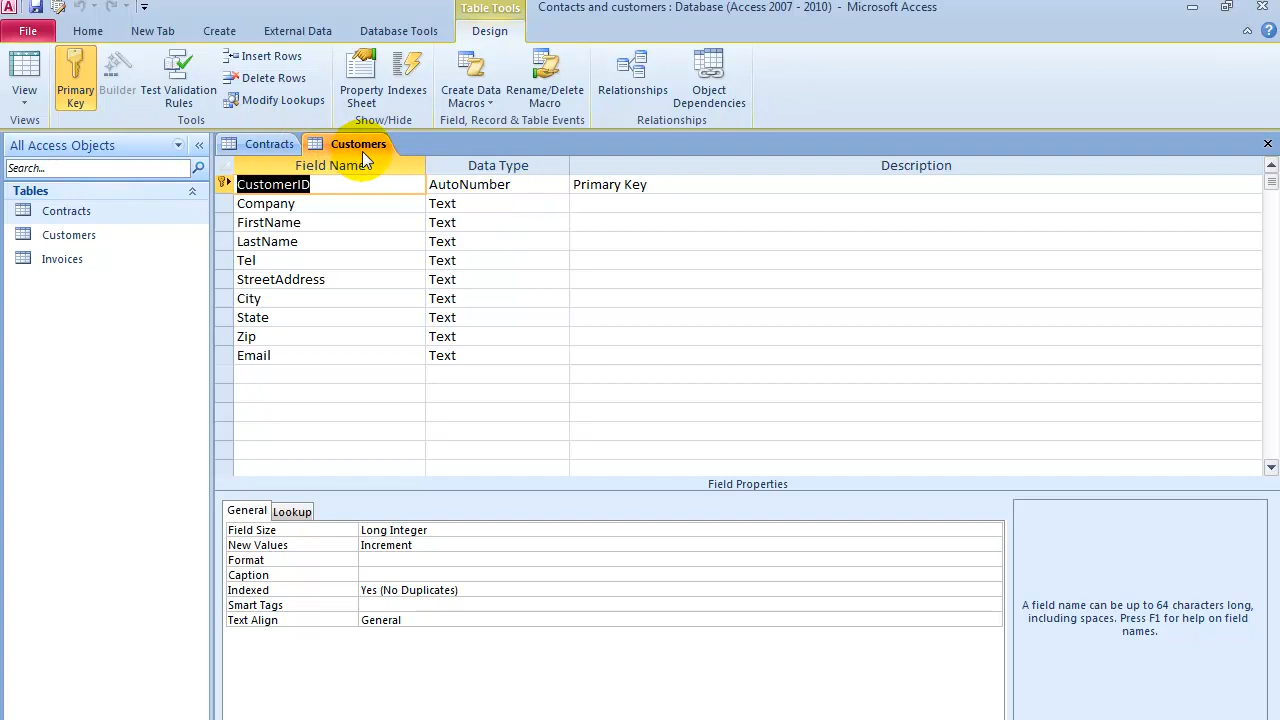 Table Tools
Contacts and customers : Database (Access 2007 - 2010) - Microsoft Access
File Home New Tab Create External Data Database Tools Design
View
Primary Key
Builder
Test Validation Rules
Insert Rows
Delete Rows
Modify Lookups
Property Sheet
Indexes
Create Data Macros
Rename/Delete Macro
Relationships
Object Dependencies
Views Tools Show/Hide Field, Record & Table Events Relationships
All Access Objects
Search...
Tables
Contracts
Customers
Invoices
Contracts Customers
Field Name Data Type Description
CustomerID AutoNumber Primary Key
Company Text
FirstName Text
LastName Text
Tel Text
StreetAddress Text
City Text
State Text
Zip Text
Email Text
Field Properties
General Lookup
Field Size Long Integer
New Values Increment
Format
Caption
Indexed Yes (No Duplicates)
Smart Tags
Text Align General
A field name can be up to 64 characters long,
including spaces. Press F1 for help on field
names.